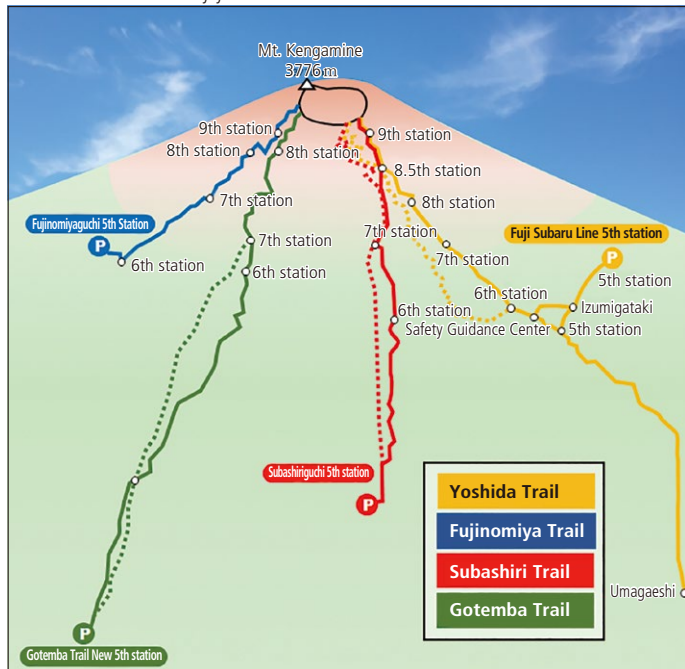 Mt. Kengamine
3776 m
9th station
8th station
7th station
Fujinomiyaguchi 5th Station
P
6th station
8th station
7th station
6th station
9th station
8.5th station
8th station
7th station
7th station
6th station
6th station
Safety Guidance Center
Fuji Subaru Line 5th station
P
5th station
Izumigataki
5th station
Subashiriguchi 5th station
P
Yoshida Trail
Fujinomiya Trail
Subashiri Trail
Gotemba Trail
Umagaeshi
P
Gotemba Trail New 5th station